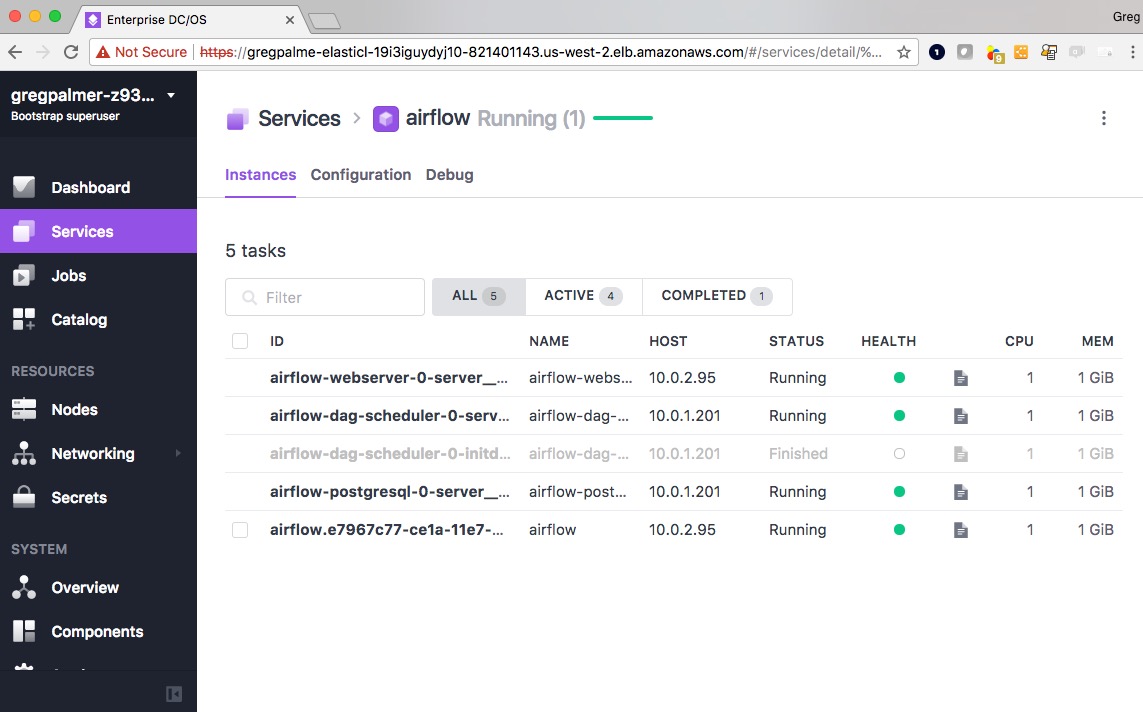 Enterprise DC/OS
Greg
Not Secure https://gregpalme-elasticl-19i3iguydyj10-821401143.us-west-2.elb.amazonaws.com/#/services/detail/%...
1
9
gregpalmer-z93...
Bootstrap superuser
Dashboard
Services
Jobs
Catalog
RESOURCES
Nodes
Networking
Secrets
SYSTEM
Overview
Components
Services > airflow Running (1)
Instances Configuration Debug
5 tasks
Filter ALL 5 ACTIVE 4 COMPLETED 1
ID NAME HOST STATUS HEALTH CPU MEM
airflow-webserver-0-server__... airflow-webs... 10.0.2.95 Running 1 1 GiB
airflow-dag-scheduler-0-serv... airflow-dag-... 10.0.1.201 Running 1 1 GiB
airflow-dag-scheduler-0-initd... airflow-dag-... 10.0.1.201 Finished 1 1 GiB
airflow-postgresql-0-server__... airflow-post... 10.0.1.201 Running 1 1 GiB
airflow.e7967c77-ce1a-11e7-... airflow 10.0.2.95 Running 1 1 GiB